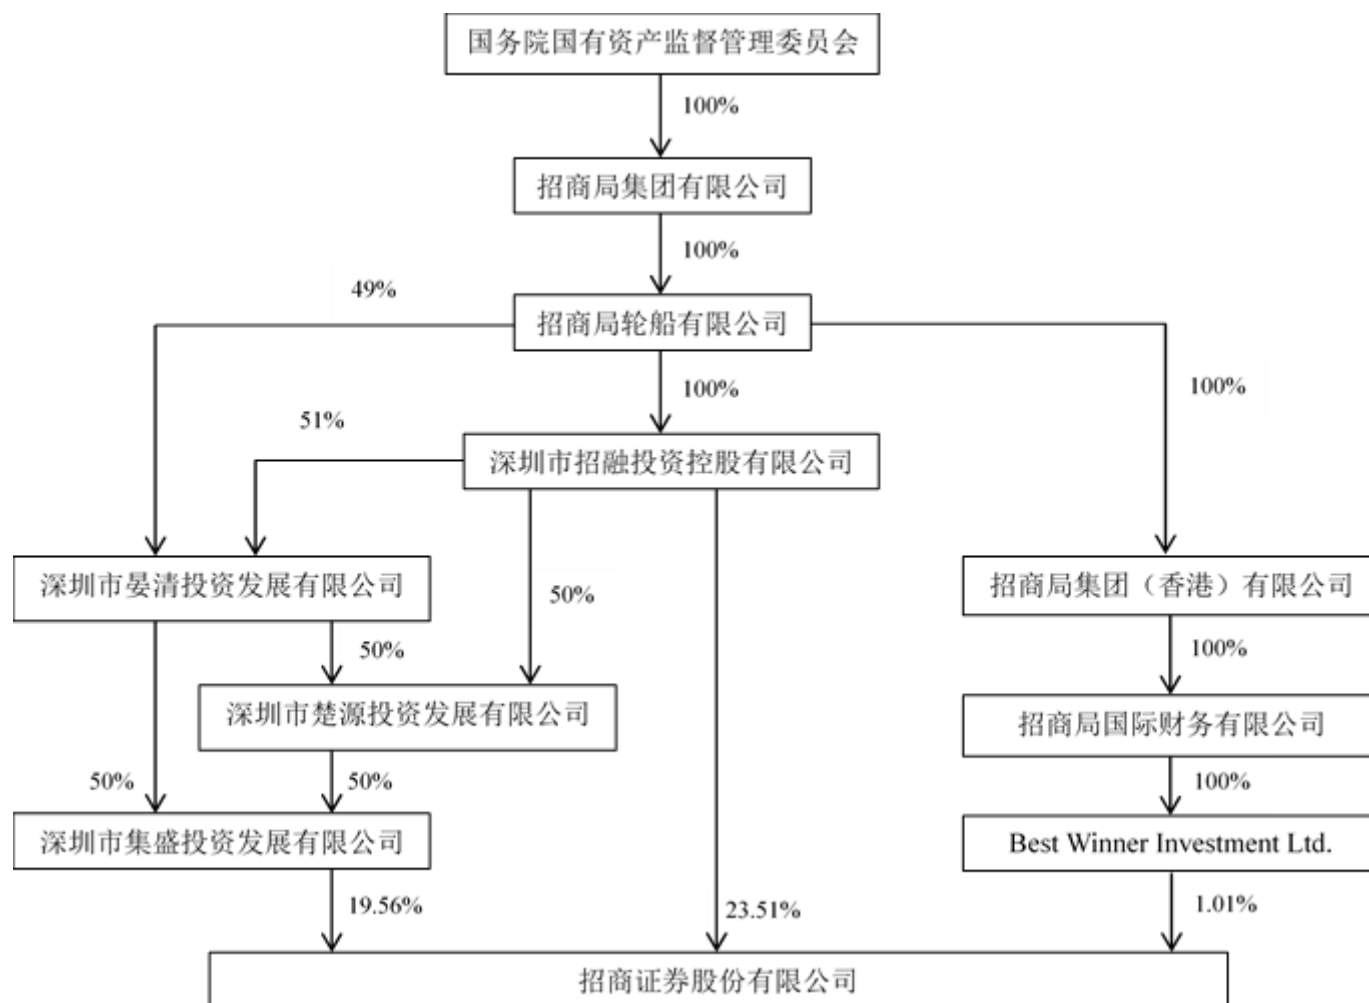 国务院国有资产监督管理委员会
100%
招商局集团有限公司
100%
49%
招商局轮船有限公司
100%
100%
51%
深圳市招融投资控股有限公司
深圳市晏清投资发展有限公司
50%
招商局集团（香港）有限公司
50%
100%
深圳市楚源投资发展有限公司
招商局国际财务有限公司
50%
50%
100%
深圳市集盛投资发展有限公司
Best Winner Investment Ltd.
19.56%
23.51%
1.01%
招商证券股份有限公司